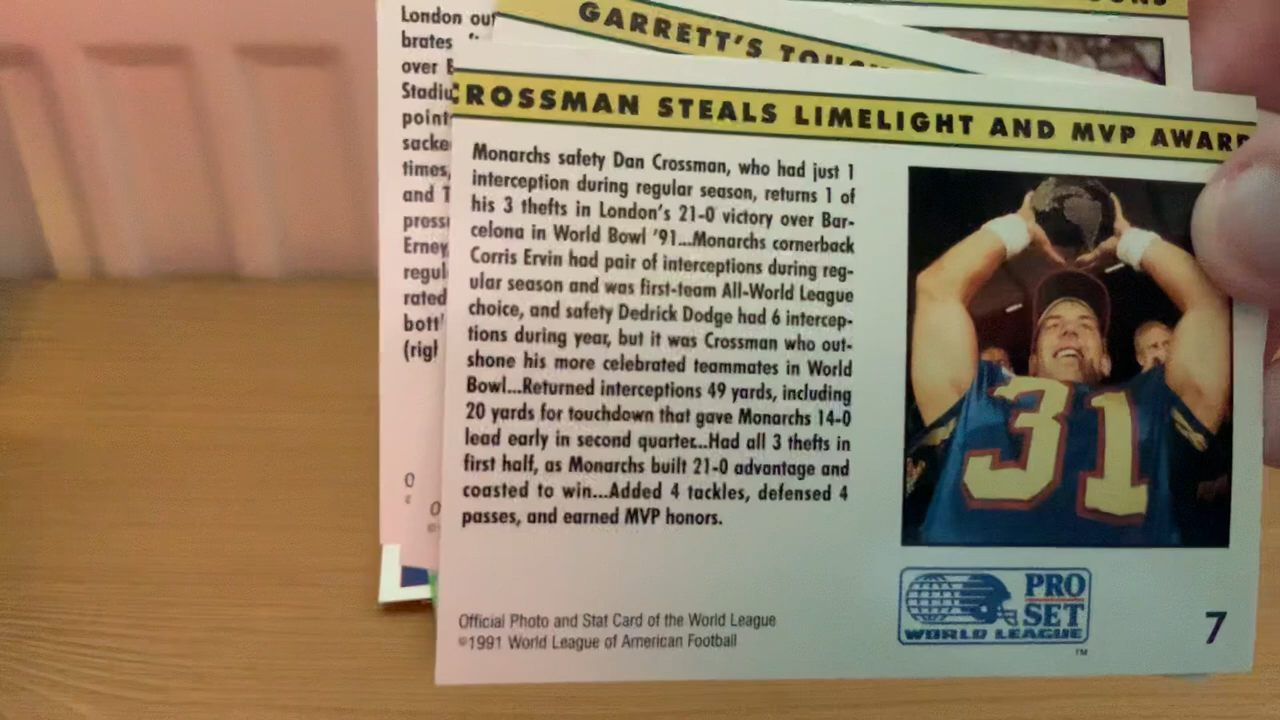 London out
brates
over
Stadiu
point
sacke
times,
and
press
Erney
regul
rated
bott
(righ
GARRETT'S TOUCH
CROSSMAN STEALS LIMELIGHT AND MVP AWARD
Monarchs safety Dan Crossman, who had just 1
interception during regular season, returns 1 of
his 3 thefts in London's 21-0 victory over Bar-
celona in World Bowl '91...Monarchs cornerback
Corris Ervin had pair of interceptions during reg-
ular season and was first-team All-World League
choice, and safety Dedrick Dodge had 6 intercep-
tions during year, but it was Crossman who out-
shone his more celebrated teammates in World
Bowl...Returned interceptions 49 yards, including
20 yards for touchdown that gave Monarchs 14-0
lead early in second quarter...Had all 3 thefts in
first half, as Monarchs built 21-0 advantage and
coasted to win...Added 4 tackles, defensed 4
passes, and earned MVP honors.
31
PRO
SET
WORLD LEAGUE
TM
7
Official Photo and Stat Card of the World League
©1991 World League of American Football